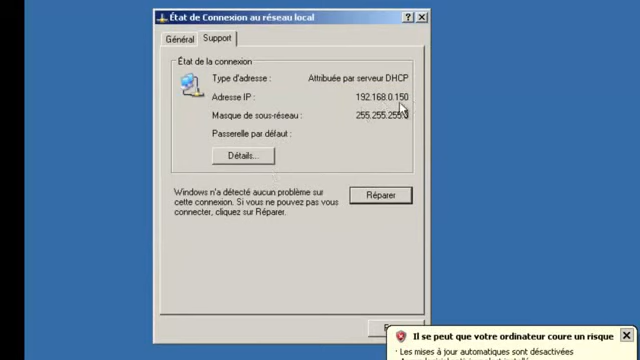 État de Connexion au réseau local
Général
Support
État de la connexion
Type d'adresse : Attribuée par serveur DHCP
Adresse IP : 192.168.0.150
Masque de sous-réseau : 255.255.255.
Passerelle par défaut :
Détails...
Windows n'a détecté aucun problème sur
cette connexion. Si vous ne pouvez pas vous
connecter, cliquez sur Réparer.
Réparer
Il se peut que votre ordinateur coure un risque
· Les mises à jour automatiques sont désactivées